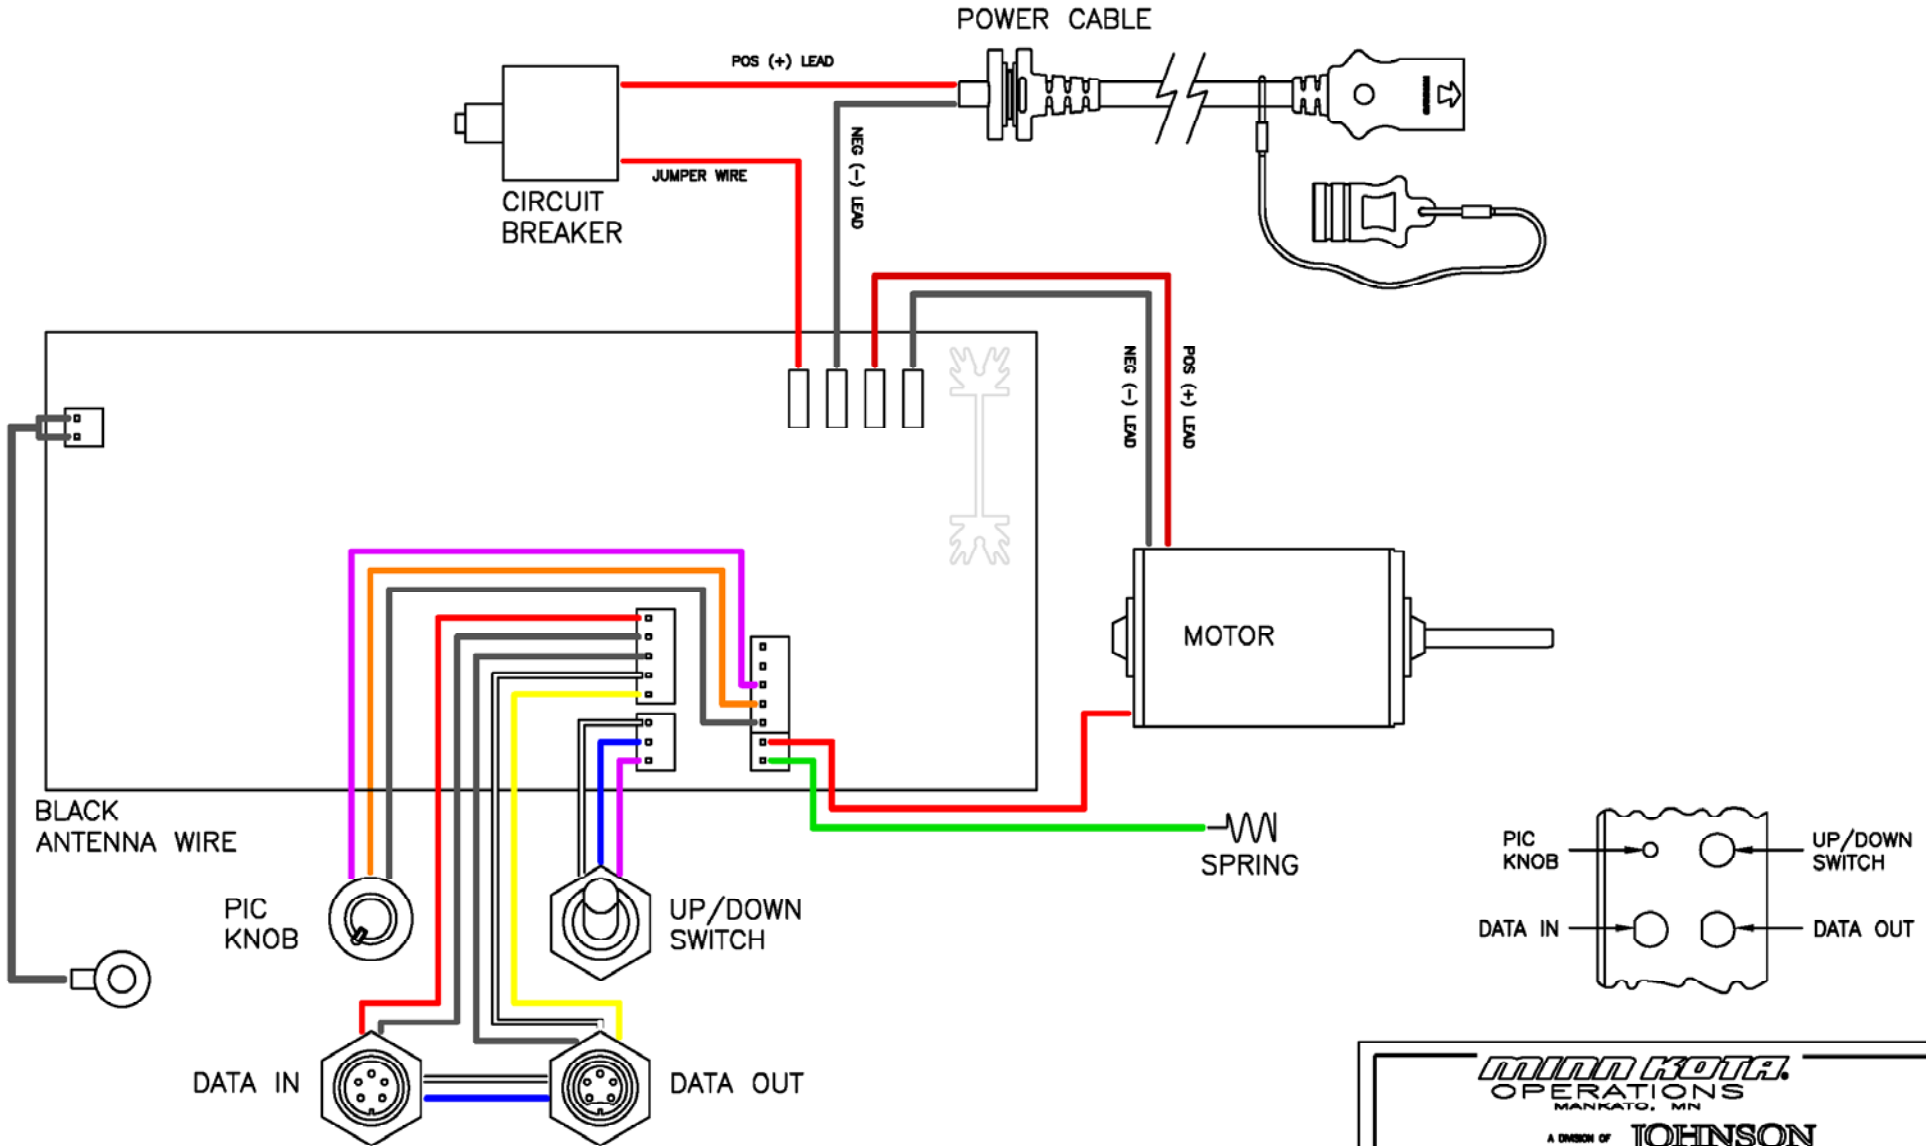 POWER CABLE
POS (+) LEAD
NEG (-) LEAD
JUMPER WIRE
CIRCUIT
BREAKER
NEG (-) LEAD
POS (+) LEAD
MOTOR
BLACK
ANTENNA WIRE
SPRING
PIC
KNOB
UP/DOWN
SWITCH
PIC
KNOB
UP/DOWN
SWITCH
DATA IN
DATA OUT
DATA IN
DATA OUT
MINN KOTA.
OPERATIONS
MANKATO, MN
A DIVISION OF JOHNSON